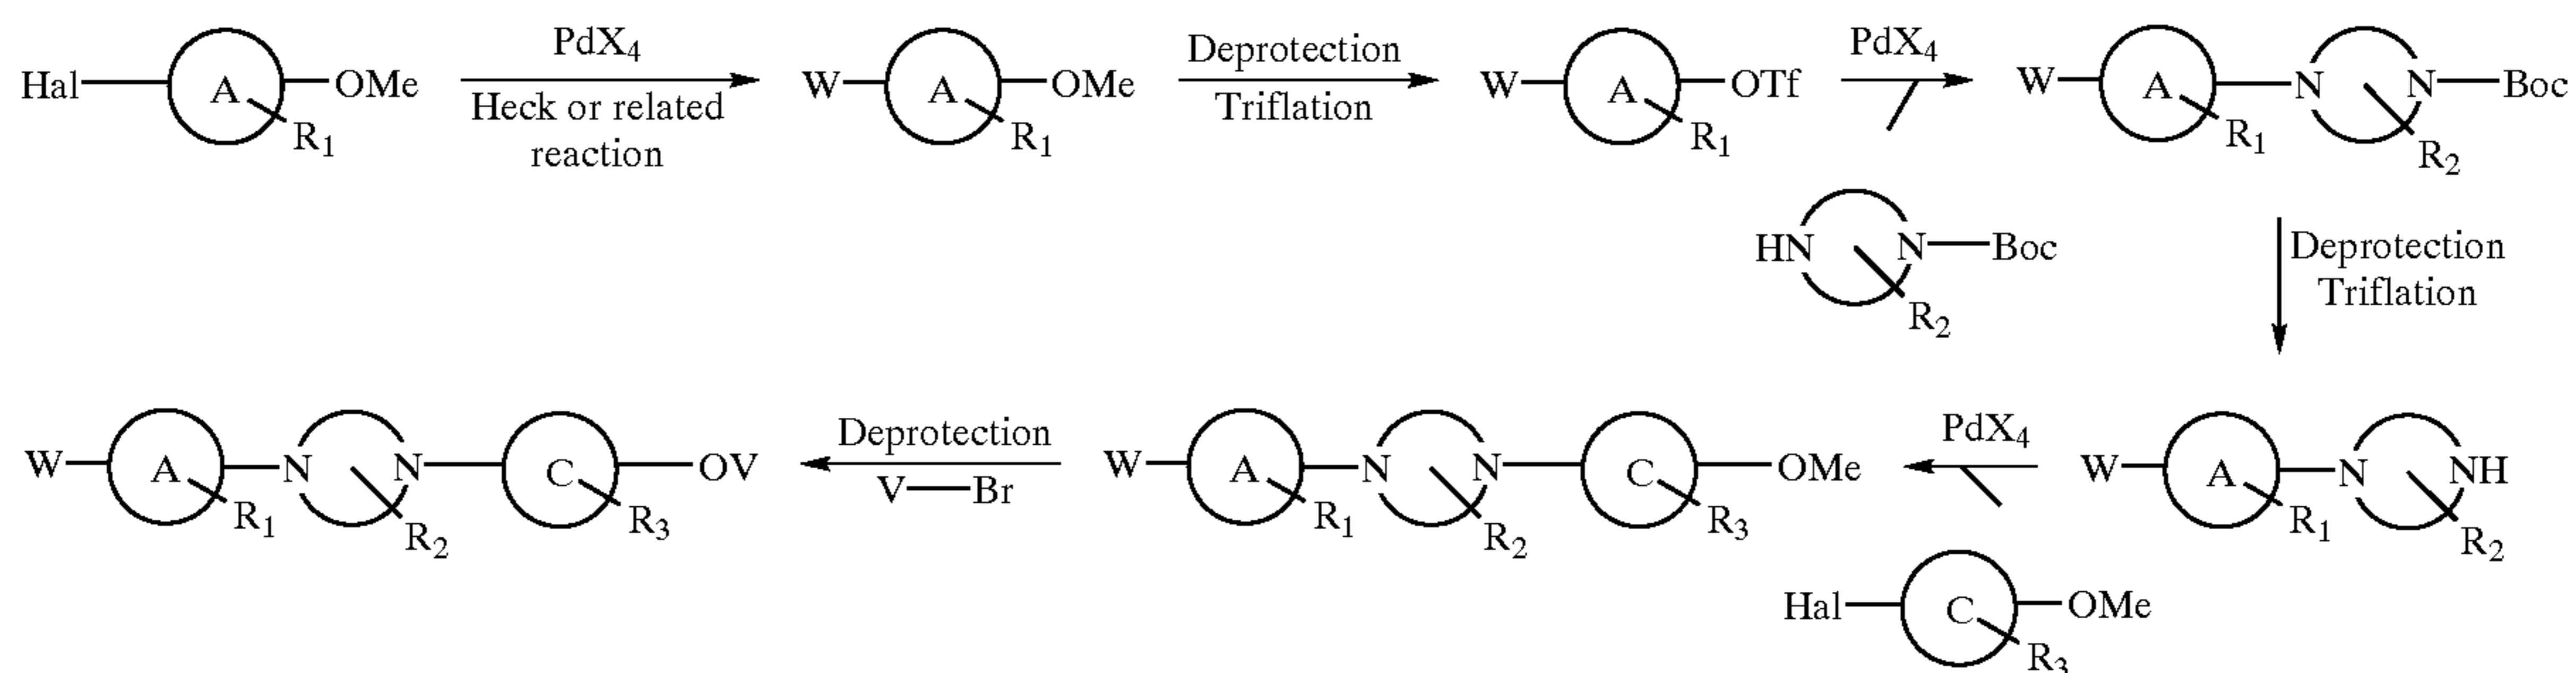 Hal A OMe R₁
PdX₄
Heck or related
reaction
W A OMe R₁
Deprotection
Triflation
W A OTf R₁
PdX₄
HN N Boc R₂
W A N N Boc R₁ R₂
Deprotection
Triflation
W A N NH R₁ R₂
PdX₄
Hal C OMe R₃
W A N N C OMe R₁ R₂ R₃
Deprotection
V Br
W A N N C OV R₁ R₂ R₃